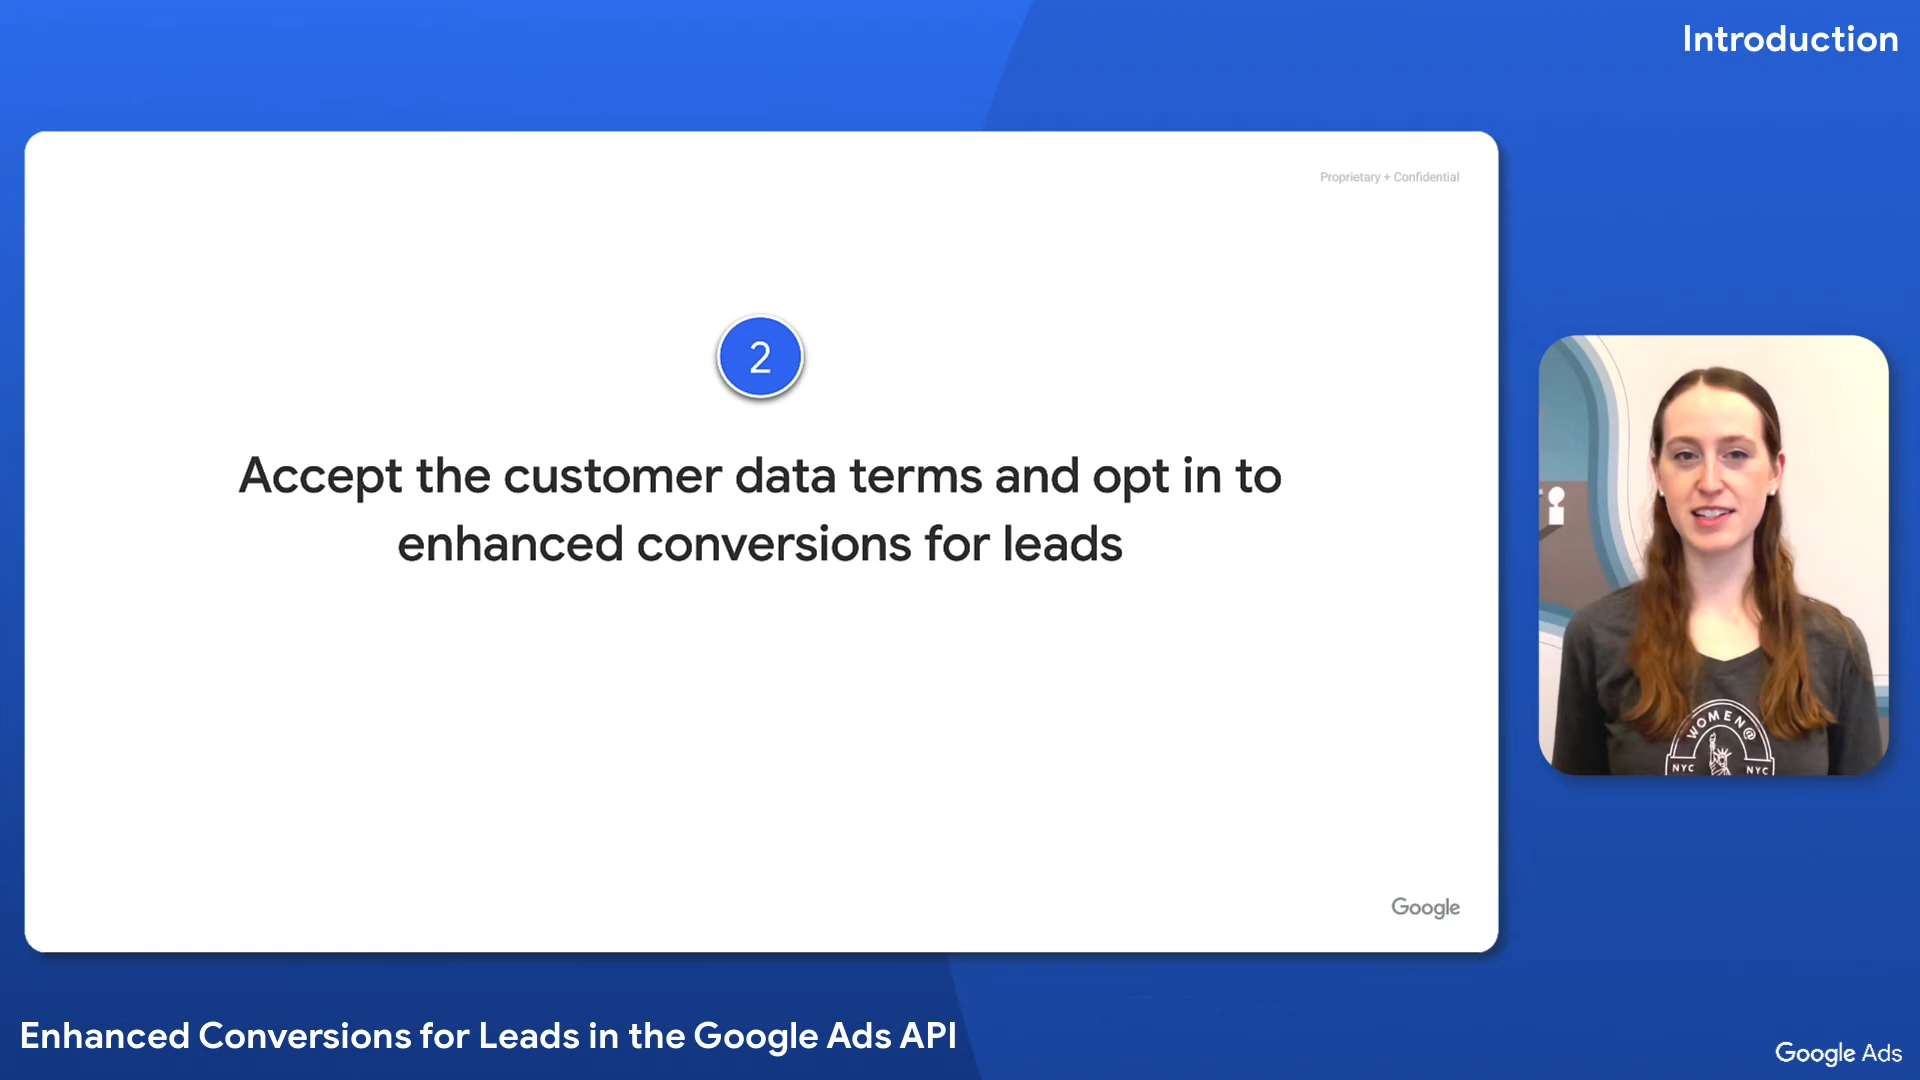 Introduction
Proprietary + Confidential
2
Accept the customer data terms and opt in to
enhanced conversions for leads
WOMEN@
NYC NYC
Google
Enhanced Conversions for Leads in the Google Ads API
Google Ads